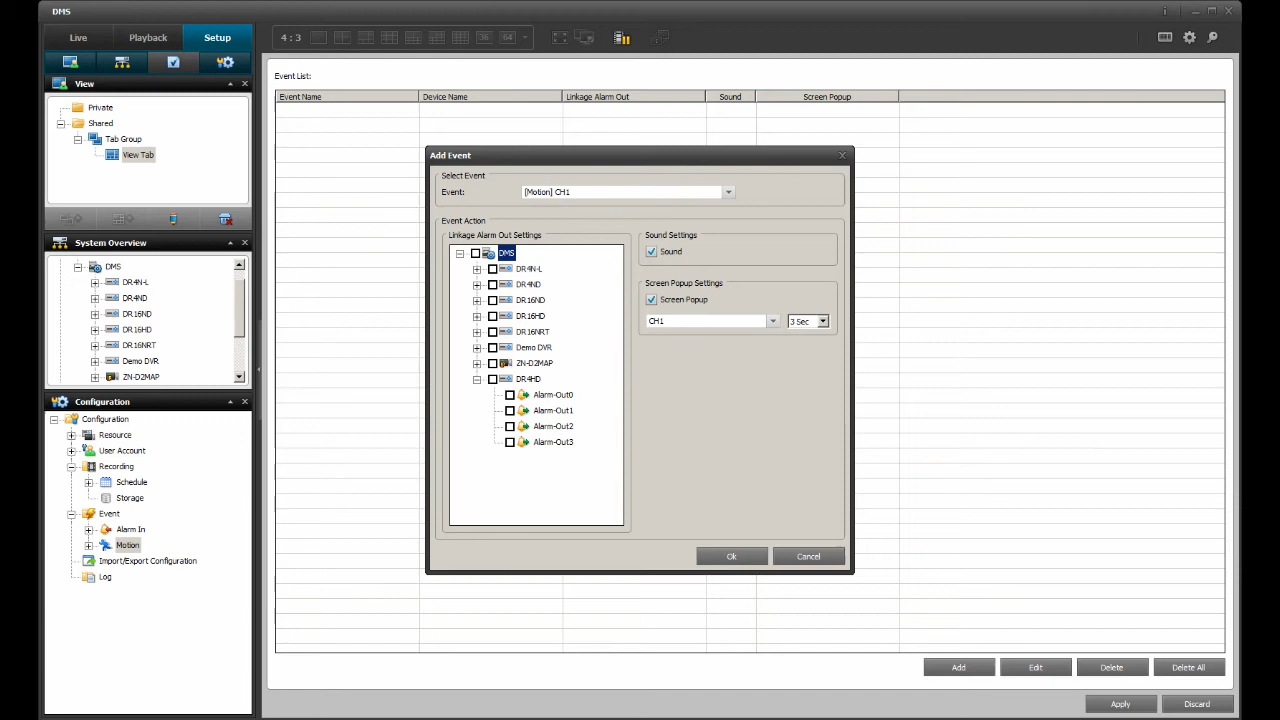 DMS
Live Playback Setup
4 : 3 36 64
View
Private
Shared
Tab Group
View Tab
System Overview
DMS
DR4N-L
DR4ND
DR16ND
DR16HD
DR16NRT
Demo DVR
ZN-D2MAP
Configuration
Configuration
Resource
User Account
Recording
Schedule
Storage
Event
Alarm In
Motion
Import/Export Configuration
Log
Event List:
Event Name Device Name Linkage Alarm Out Sound Screen Popup
Add Event
Select Event
Event: [Motion] CH1
Event Action
Linkage Alarm Out Settings
DMS
DR4N-L
DR4ND
DR16ND
DR16HD
DR16NRT
Demo DVR
ZN-D2MAP
DR4HD
Alarm-Out0
Alarm-Out1
Alarm-Out2
Alarm-Out3
Sound Settings
Sound
Screen Popup Settings
Screen Popup
CH1 3 Sec
Ok Cancel
Add Edit Delete Delete All
Apply Discard